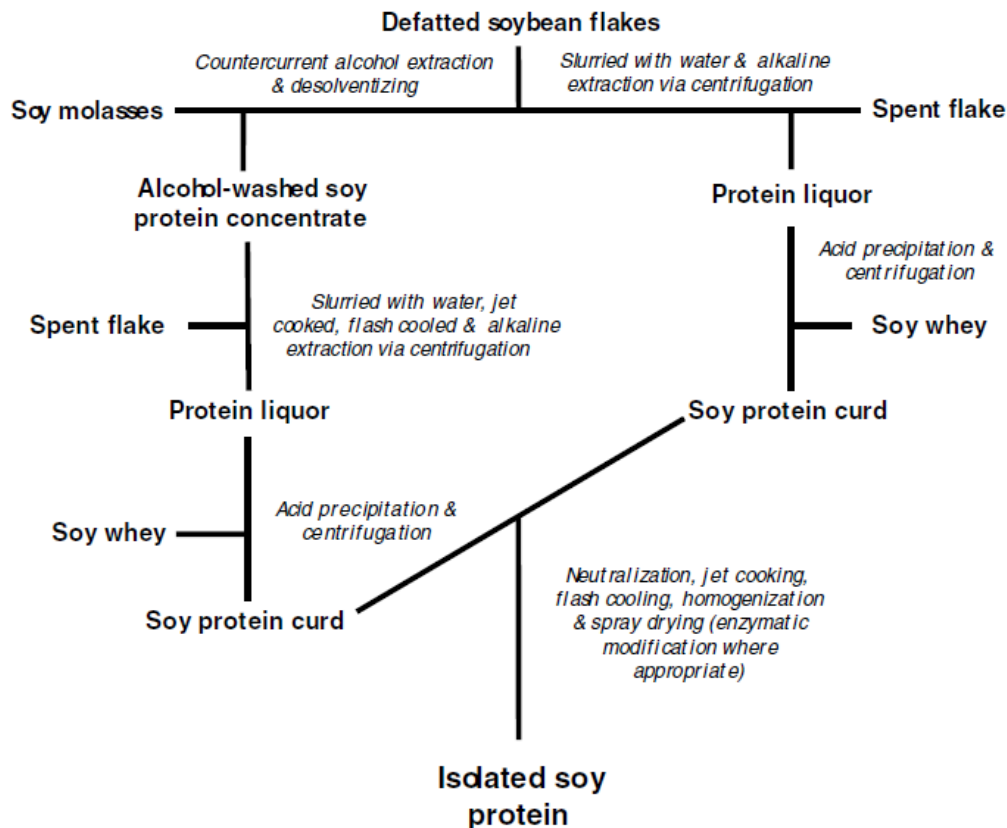 Defatted soybean flakes
Countercurrent alcohol extraction
& desolventizing
Slurried with water & alkaline
extraction via centrifugation
Soy molasses
Spent flake
Alcohol-washed soy
protein concentrate
Protein liquor
Acid precipitation &
centrifugation
Slurried with water, jet
cooked, flash cooled & alkaline
extraction via centrifugation
Spent flake
Soy whey
Protein liquor
Soy protein curd
Acid precipitation &
centrifugation
Soy whey
Neutralization, jet cooking,
flash cooling, homogenization
& spray drying (enzymatic
modification where
appropriate)
Soy protein curd
Isolated soy
protein